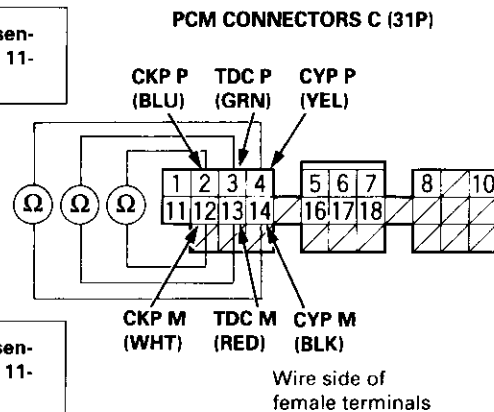 PCM CONNECTORS C (31P)
sen-
11-
CKP P TDC P CYP P
(BLU) (GRN) (YEL)
1 2 3 4 5 6 7 8 10
Ω Ω Ω
11 12 13 14 16 17 18
CKP M TDC M CYP M
(WHT) (RED) (BLK)
sen-
11-
Wire side of
female terminals